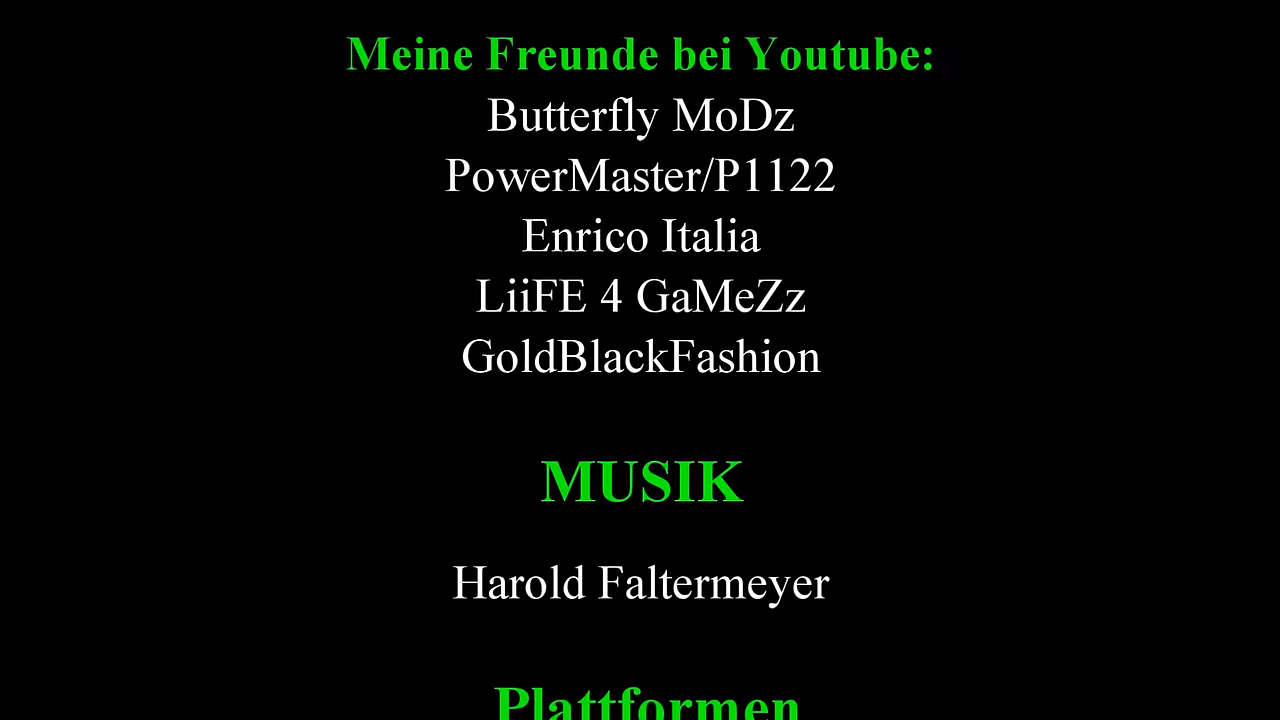 Meine Freunde bei Youtube:
Butterfly MoDz
PowerMaster/P1122
Enrico Italia
LiiFE 4 GaMeZz
GoldBlackFashion
MUSIK
Harold Faltermeyer
Plattformen